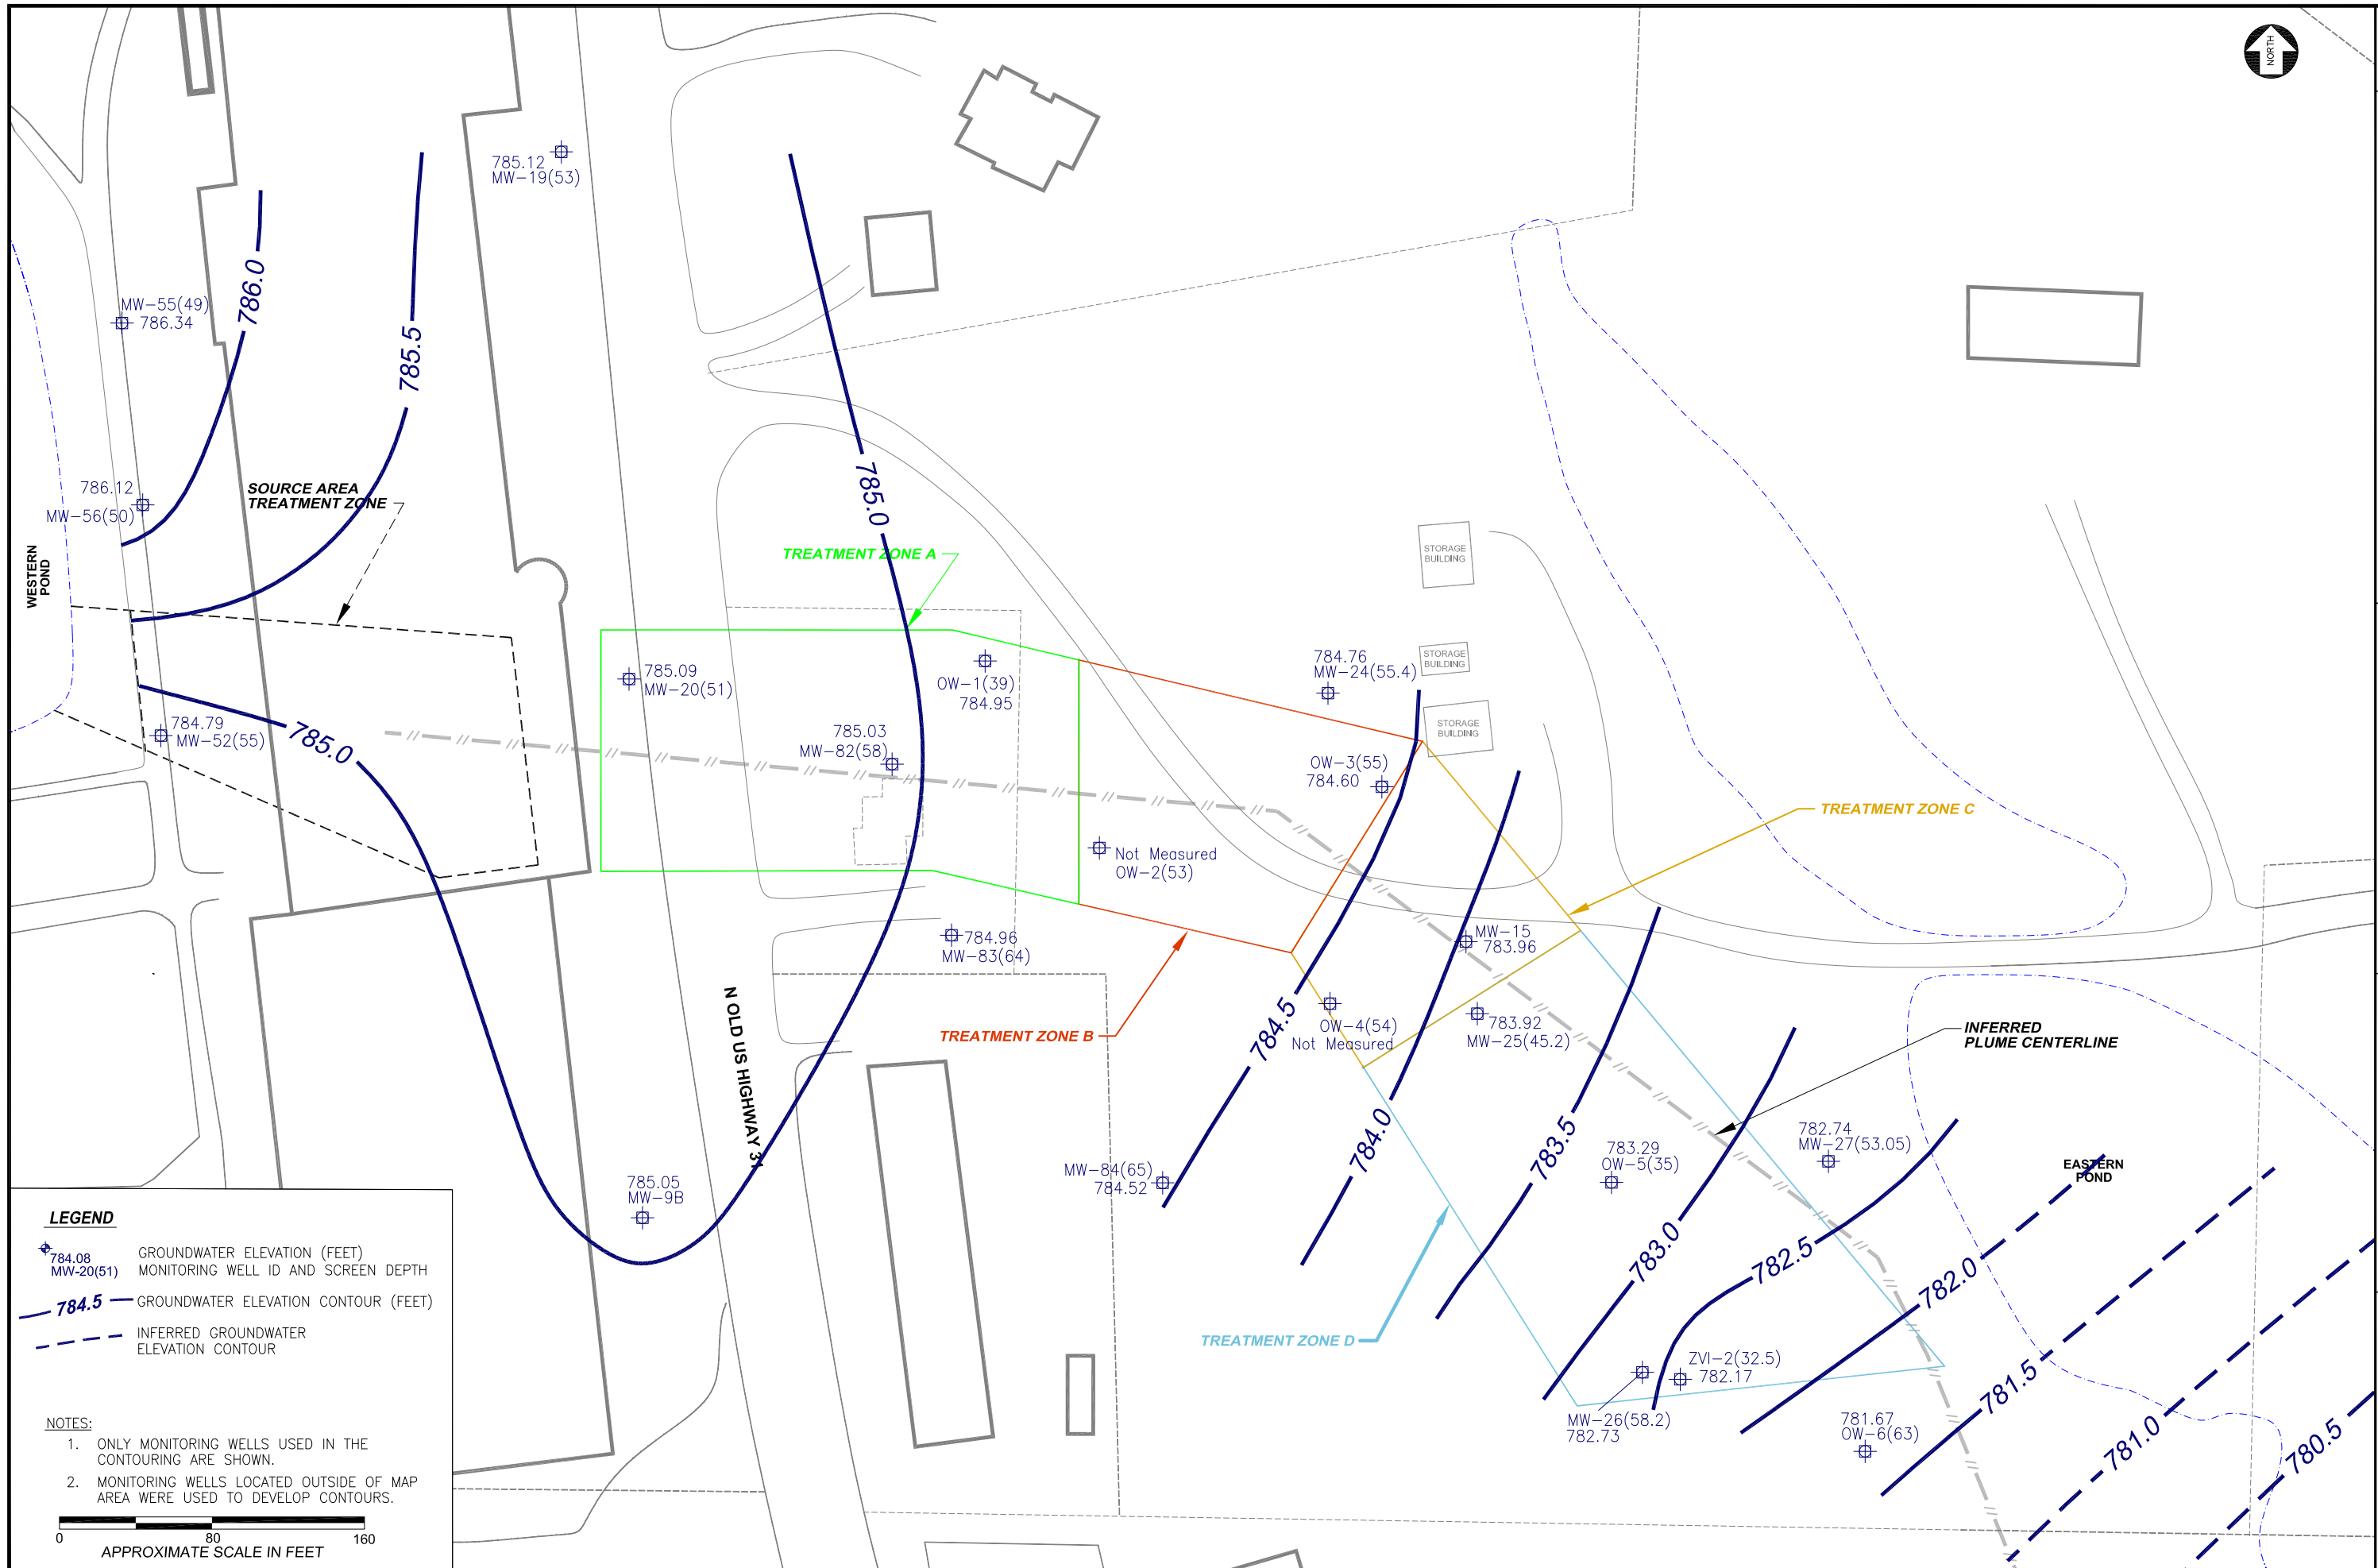 NORTH
785.12
MW-19(53)
MW-55(49)
786.34
786.0
785.5
786.12
MW-56(50)
SOURCE AREA
TREATMENT ZONE
WESTERN
POND
785.0
TREATMENT ZONE A
STORAGE
BUILDING
STORAGE
BUILDING
STORAGE
BUILDING
785.09
MW-20(51)
OW-1(39)
784.95
784.76
MW-24(55.4)
784.79
MW-52(55)
785.0
785.03
MW-82(58)
OW-3(55)
784.60
TREATMENT ZONE C
Not Measured
OW-2(53)
784.96
MW-83(64)
MW-15
783.96
N OLD US HIGHWAY 31
TREATMENT ZONE B
784.5
OW-4(54)
Not Measured
783.92
MW-25(45.2)
INFERRED
PLUME CENTERLINE
784.0
783.5
783.29
OW-5(35)
782.74
MW-27(53.05)
EASTERN
POND
MW-84(65)
784.52
785.05
MW-9B
783.0
782.5
782.0
TREATMENT ZONE D
ZVI-2(32.5)
782.17
MW-26(58.2)
782.73
781.67
OW-6(63)
781.5
781.0
780.5
LEGEND
784.08
MW-20(51)
GROUNDWATER ELEVATION (FEET)
MONITORING WELL ID AND SCREEN DEPTH
784.5
GROUNDWATER ELEVATION CONTOUR (FEET)
INFERRED GROUNDWATER
ELEVATION CONTOUR
NOTES:
1. ONLY MONITORING WELLS USED IN THE
CONTOURING ARE SHOWN.
2. MONITORING WELLS LOCATED OUTSIDE OF MAP
AREA WERE USED TO DEVELOP CONTOURS.
0 80 160
APPROXIMATE SCALE IN FEET